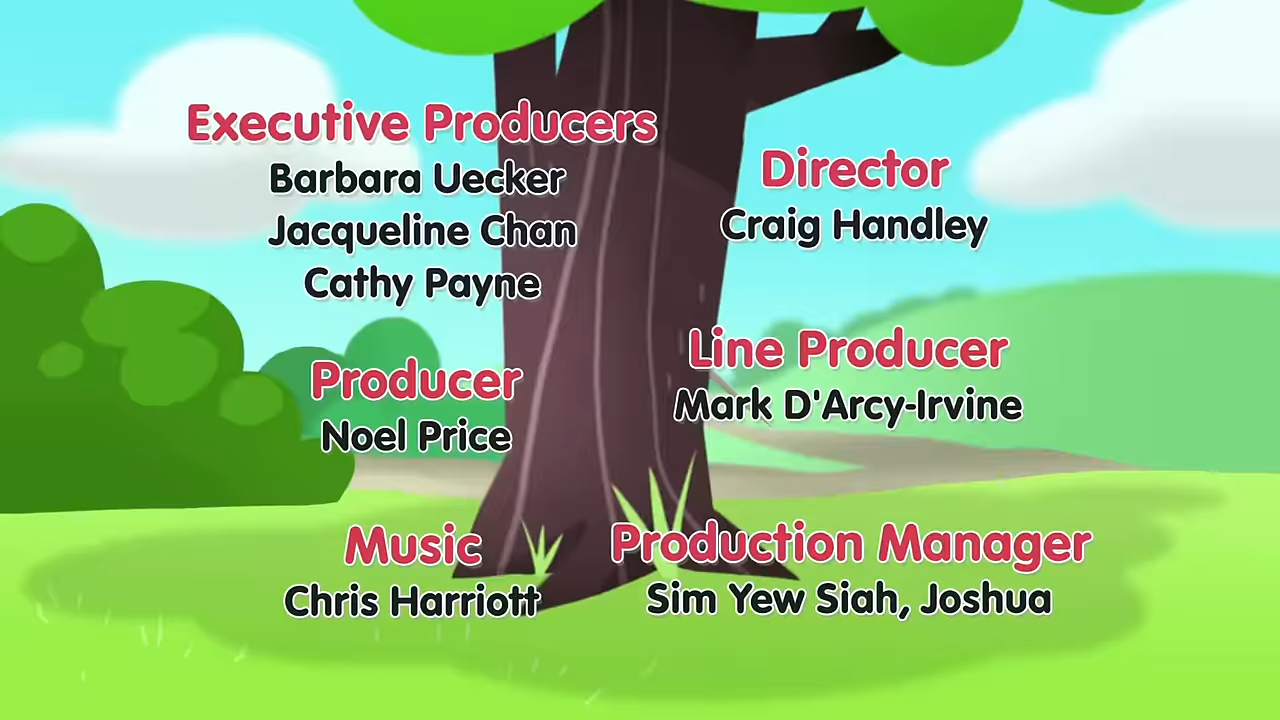 Executive Producers
Barbara Uecker
Jacqueline Chan
Cathy Payne
Producer
Noel Price
Music
Chris Harriott
Director
Craig Handley
Line Producer
Mark D'Arcy-Irvine
Production Manager
Sim Yew Siah, Joshua